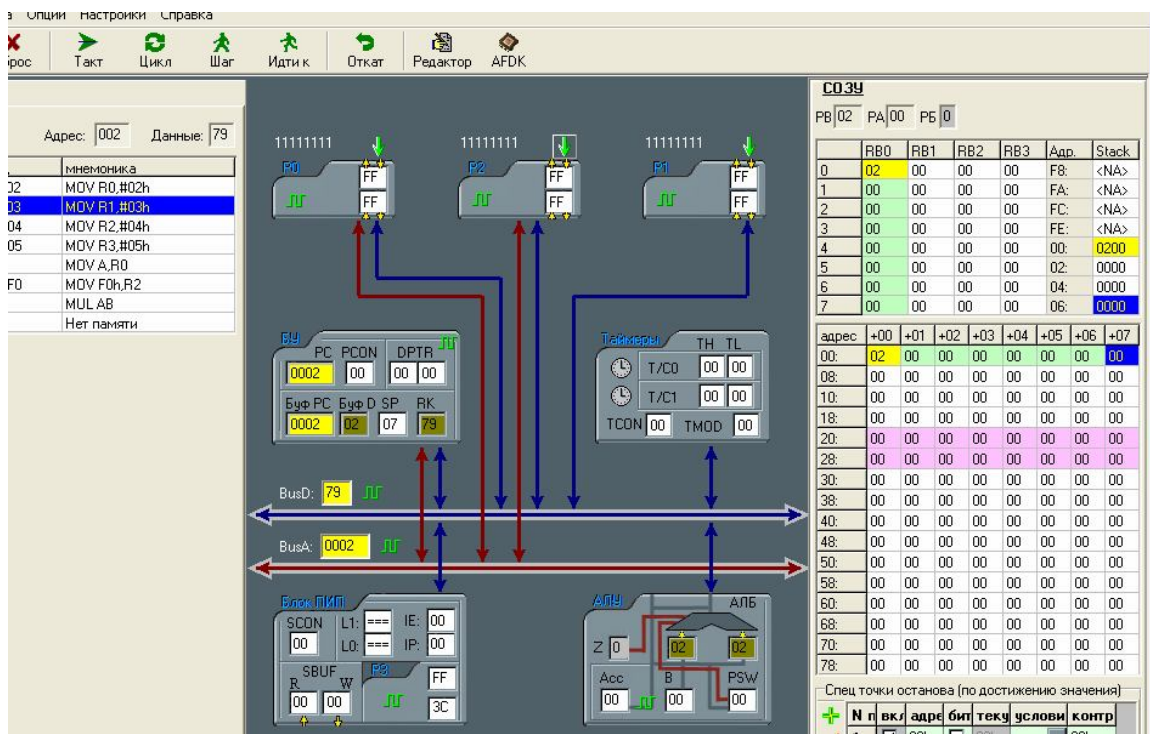 а Опции Настройки Справка
брос Такт Цикл Шаг Идти к Откат Редактор AFDK
Адрес: 002 Данные: 79
мнемоника
02 MOV R0,#02h
03 MOV R1,#03h
04 MOV R2,#04h
05 MOV R3,#05h
MOV A,R0
F0 MOV F0h,R2
MUL AB
Нет памяти
11111111 11111111 11111111
P0 FF P2 FF P1 FF
FF FF FF
БУ
PC PCON DPTR
0002 00 00 00
Буф PC Буф D SP РК
0002 02 07 79
Таймеры TH TL
T/C0 00 00
T/C1 00 00
TCON 00 TMOD 00
BusD: 79
BusA: 0002
Блок ПИП
SCON L1: === IE: 00
00 L0: === IP: 00
SBUF P3 FF
R W
00 00 3C
АЛУ АЛБ
Z 0 02 02
Acc B PSW
00 00 00
СОЗУ
РВ 02 РА 00 РБ 0
RB0 RB1 RB2 RB3 Адр. Stack
0 02 00 00 00 F8: <NA>
1 00 00 00 00 FA: <NA>
2 00 00 00 00 FC: <NA>
3 00 00 00 00 FE: <NA>
4 00 00 00 00 00: 0200
5 00 00 00 00 02: 0000
6 00 00 00 00 04: 0000
7 00 00 00 00 06: 0000
адрес +00 +01 +02 +03 +04 +05 +06 +07
00: 02 00 00 00 00 00 00 00
08: 00 00 00 00 00 00 00 00
10: 00 00 00 00 00 00 00 00
18: 00 00 00 00 00 00 00 00
20: 00 00 00 00 00 00 00 00
28: 00 00 00 00 00 00 00 00
30: 00 00 00 00 00 00 00 00
38: 00 00 00 00 00 00 00 00
40: 00 00 00 00 00 00 00 00
48: 00 00 00 00 00 00 00 00
50: 00 00 00 00 00 00 00 00
58: 00 00 00 00 00 00 00 00
60: 00 00 00 00 00 00 00 00
68: 00 00 00 00 00 00 00 00
70: 00 00 00 00 00 00 00 00
78: 00 00 00 00 00 00 00 00
Спец точки останова (по достижению значения)
N п вкл адре бит теку услови контр